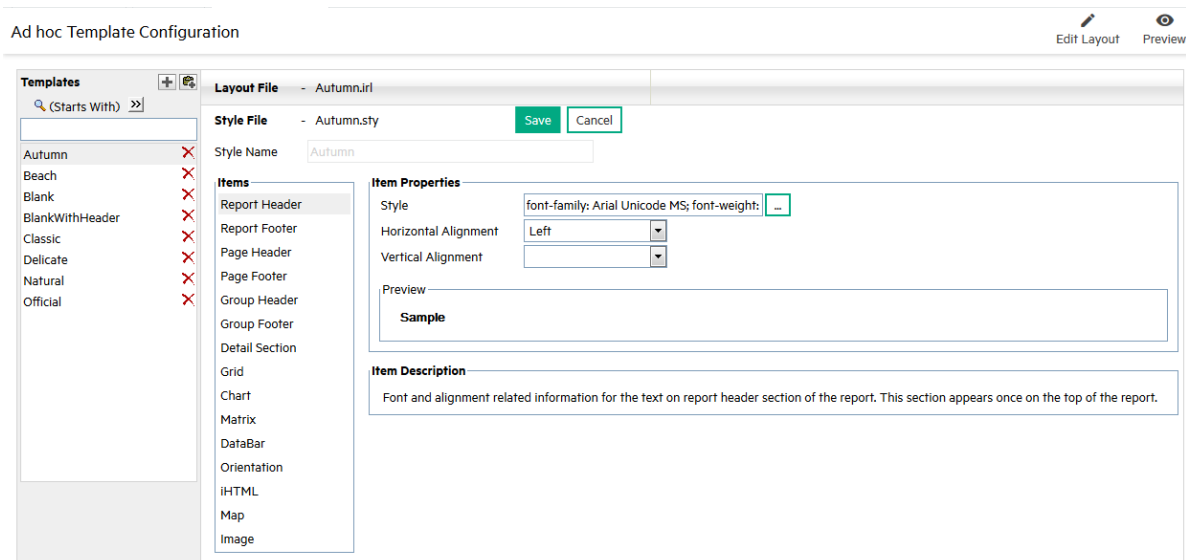 Ad hoc Template Configuration
Edit Layout
Preview
Templates
(Starts With)
Autumn
Beach
Blank
BlankWithHeader
Classic
Delicate
Natural
Official
Layout File - Autumn.irl
Style File - Autumn.sty
Save
Cancel
Style Name
Autumn
Items
Report Header
Report Footer
Page Header
Page Footer
Group Header
Group Footer
Detail Section
Grid
Chart
Matrix
DataBar
Orientation
iHTML
Map
Image
Item Properties
Style
font-family: Arial Unicode MS; font-weight:
...
Horizontal Alignment
Left
Vertical Alignment
Preview
Sample
Item Description
Font and alignment related information for the text on report header section of the report. This section appears once on the top of the report.